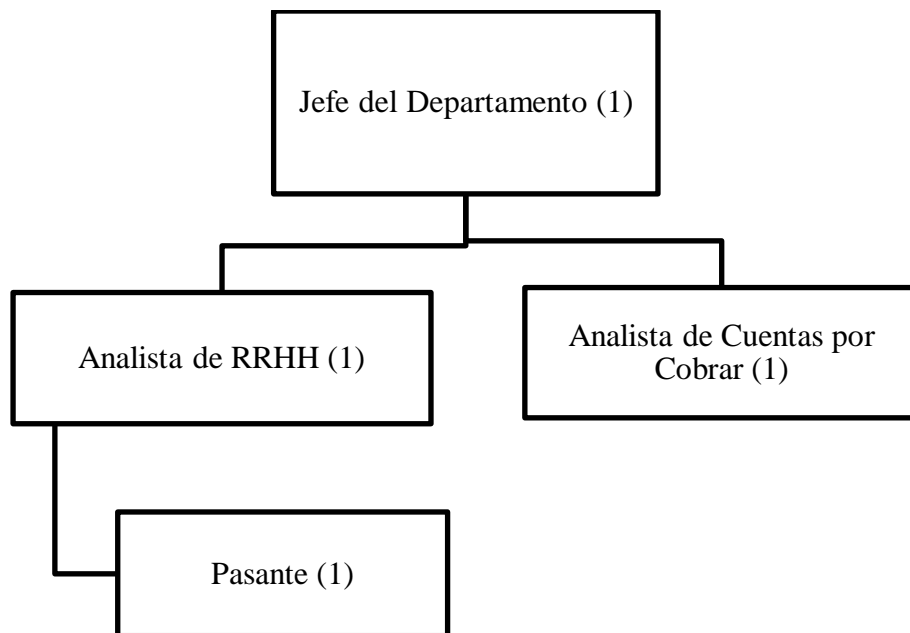 Jefe del Departamento (1)
Analista de RRHH (1)
Analista de Cuentas por
Cobrar (1)
Pasante (1)